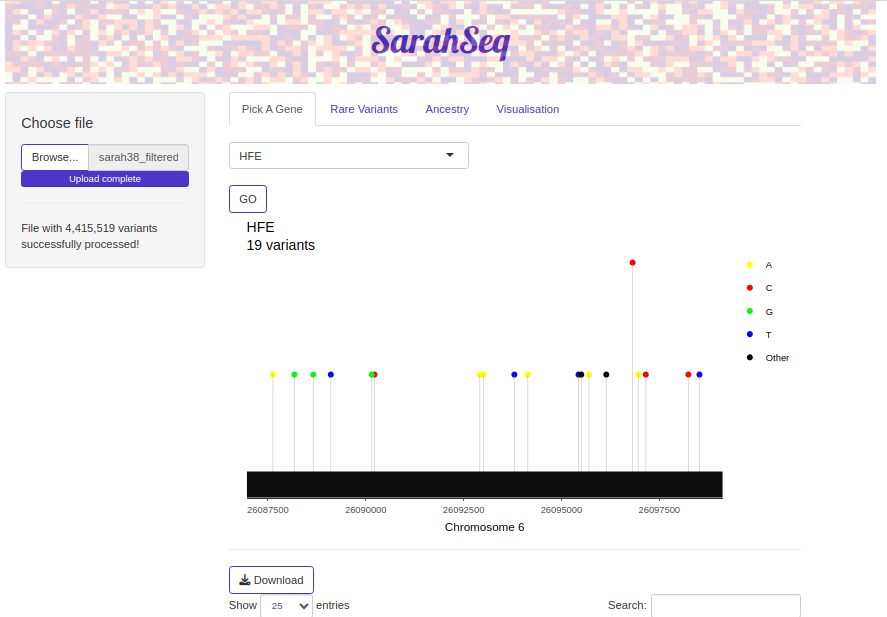 SarahSeq
Choose file
Browse... sarah38_filtered
Upload complete
File with 4,415,519 variants
successfully processed!
Pick A Gene Rare Variants Ancestry Visualisation
HFE
GO
HFE
19 variants
A
C
G
T
Other
26087500 26090000 26092500 26095000 26097500
Chromosome 6
Download
Show 25 entries Search: